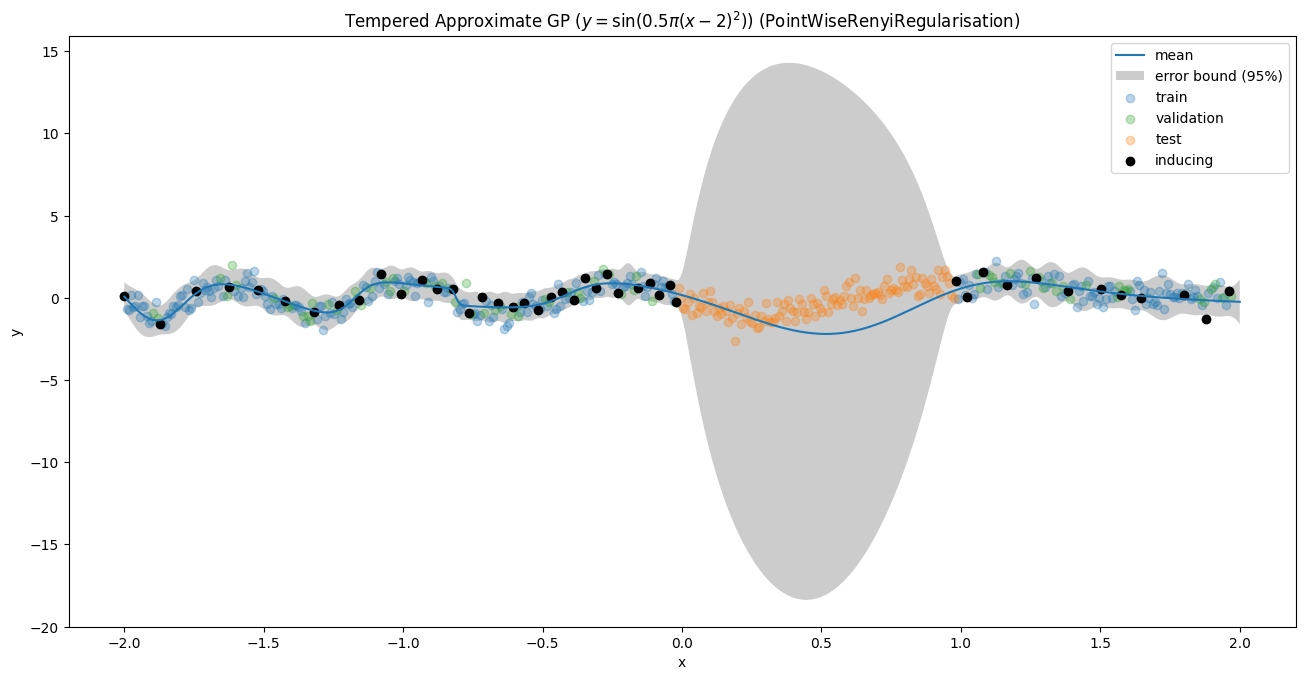 Tempered Approximate GP (y = sin(0.5π(x − 2)²)) (PointWiseRenyiRegularisation)
mean
error bound (95%)
train
validation
test
inducing
15
10
5
0
−5
−10
−15
−20
y
−2.0
−1.5
−1.0
−0.5
0.0
0.5
1.0
1.5
2.0
x